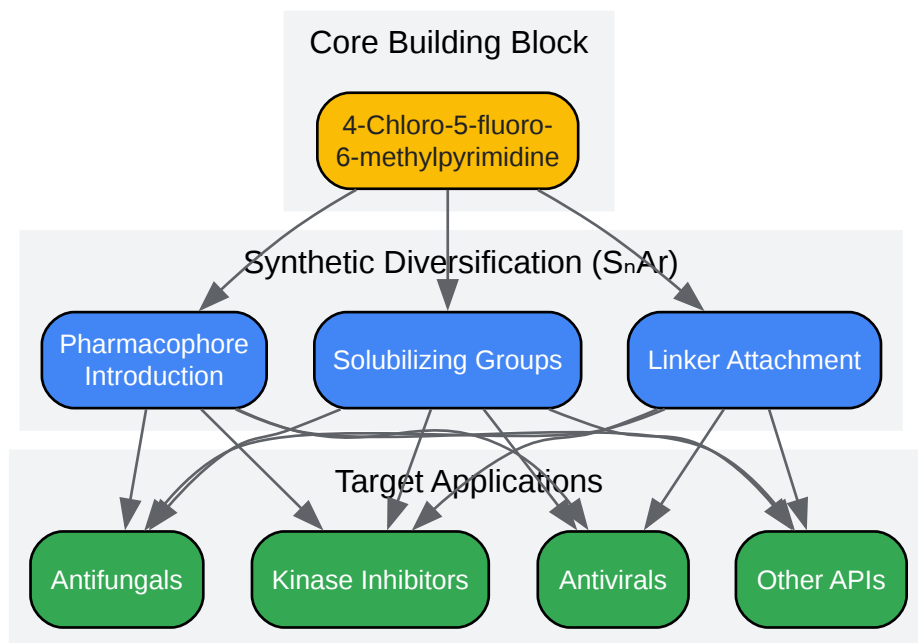 Core Building Block
4-Chloro-5-fluoro-
6-methylpyrimidine
Synthetic Diversification (SₙAr)
Pharmacophore
Introduction
Solubilizing Groups
Linker Attachment
Target Applications
Antifungals
Kinase Inhibitors
Antivirals
Other APIs